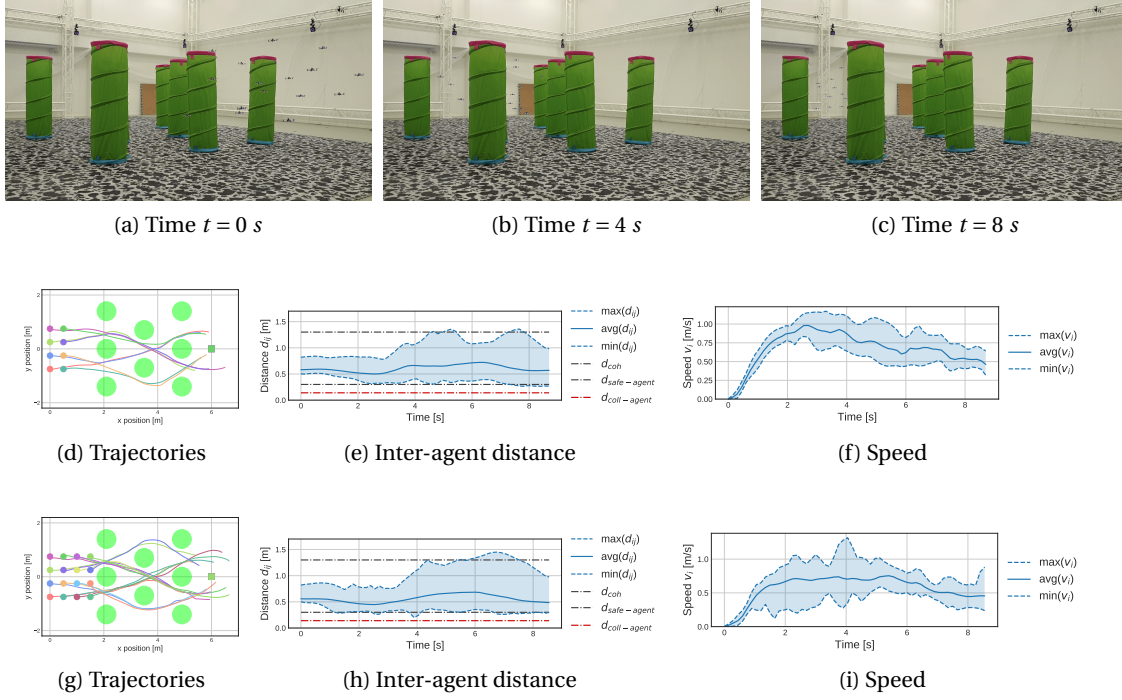 (a) Time t = 0 s
(b) Time t = 4 s
(c) Time t = 8 s
2
0
−2
y position [m]
0 2 4 6
x position [m]
(d) Trajectories
1.5
1.0
0.5
0.0
Distance d_ij [m]
0 2 4 6 8
Time [s]
max(d_ij)
avg(d_ij)
min(d_ij)
d_coh
d_safe−agent
d_coll−agent
(e) Inter-agent distance
1.00
0.75
0.50
0.25
0.00
Speed v_i [m/s]
0 2 4 6 8
Time [s]
max(v_i)
avg(v_i)
min(v_i)
(f) Speed
2
0
−2
y position [m]
0 2 4 6
x position [m]
(g) Trajectories
1.5
1.0
0.5
0.0
Distance d_ij [m]
0 2 4 6 8
Time [s]
max(d_ij)
avg(d_ij)
min(d_ij)
d_coh
d_safe−agent
d_coll−agent
(h) Inter-agent distance
1.0
0.5
0.0
Speed v_i [m/s]
0 2 4 6 8
Time [s]
max(v_i)
avg(v_i)
min(v_i)
(i) Speed